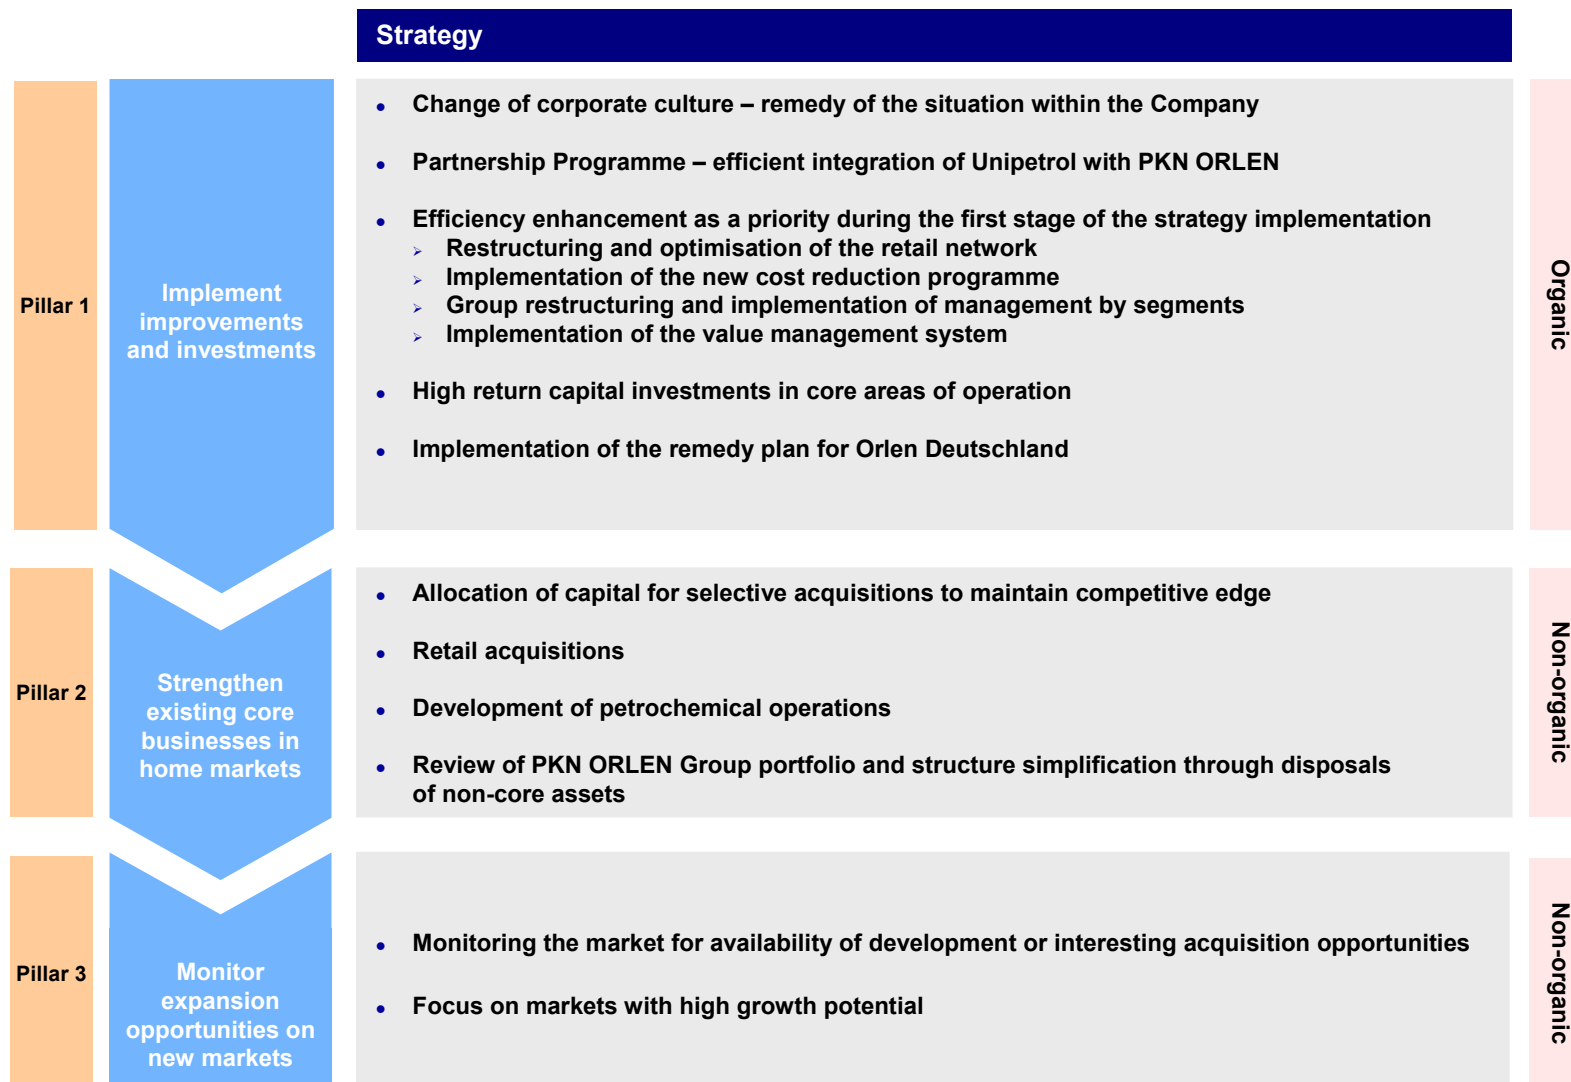 Strategy
Pillar 1
Implement
improvements
and investments
• Change of corporate culture – remedy of the situation within the Company
• Partnership Programme – efficient integration of Unipetrol with PKN ORLEN
• Efficiency enhancement as a priority during the first stage of the strategy implementation
➢ Restructuring and optimisation of the retail network
➢ Implementation of the new cost reduction programme
➢ Group restructuring and implementation of management by segments
➢ Implementation of the value management system
• High return capital investments in core areas of operation
• Implementation of the remedy plan for Orlen Deutschland
Organic
Pillar 2
Strengthen
existing core
businesses in
home markets
• Allocation of capital for selective acquisitions to maintain competitive edge
• Retail acquisitions
• Development of petrochemical operations
• Review of PKN ORLEN Group portfolio and structure simplification through disposals
of non-core assets
Non-organic
Pillar 3
Monitor
expansion
opportunities on
new markets
• Monitoring the market for availability of development or interesting acquisition opportunities
• Focus on markets with high growth potential
Non-organic